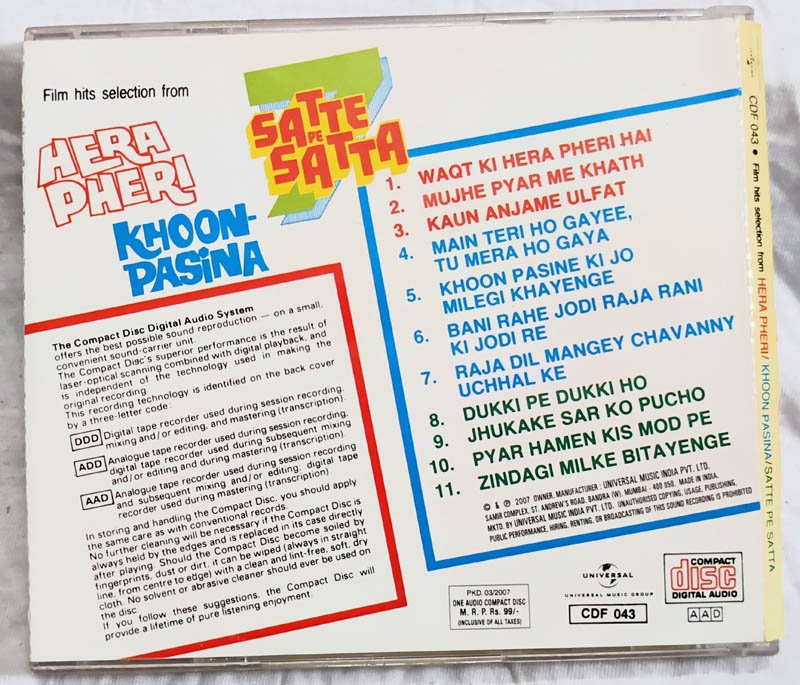 Film hits selection from
HERA
PHERI
SATTE
PE
SATTA
KHOON-
PASINA
1. WAQT KI HERA PHERI HAI
2. MUJHE PYAR ME KHATH
3. KAUN ANJAME ULFAT
4. MAIN TERI HO GAYEE,
TU MERA HO GAYA
5. KHOON PASINE KI JO
MILEGI KHAYENGE
6. BANI RAHE JODI RAJA RANI
KI JODI RE
7. RAJA DIL MANGEY CHAVANNY
UCHHAL KE
8. DUKKI PE DUKKI HO
9. JHUKAKE SAR KO PUCHO
10. PYAR HAMEN KIS MOD PE
11. ZINDAGI MILKE BITAYENGE
© & ℗ 2007 OWNER, MANUFACTURER : UNIVERSAL MUSIC INDIA PVT. LTD.
SAMIR COMPLEX. ST. ANDREW'S ROAD, BANDRA (W), MUMBAI - 400 050. MADE IN INDIA.
MKTD. BY UNIVERSAL MUSIC INDIA PVT. LTD. UNAUTHORISED COPYING, USAGE, PUBLISHING,
PUBLIC PERFORMANCE, HIRING, RENTING, OR BROADCASTING OF THIS SOUND RECORDING IS PROHIBITED
The Compact Disc Digital Audio System
offers the best possible sound reproduction — on a small,
convenient sound-carrier unit.
The Compact Disc's superior performance is the result of
laser-optical scanning combined with digital playback, and
is independent of the technology used in making the
original recording.
This recording technology is identified on the back cover
by a three-letter code:
DDD Digital tape recorder used during session recording,
mixing and/or editing, and mastering (transcription).
ADD Analogue tape recorder used during session recording;
digital tape recorder used during subsequent mixing
and/or editing and during mastering (transcription).
AAD Analogue tape recorder used during session recording
and subsequent mixing and/or editing; digital tape
recorder used during mastering (transcription).
In storing and handling the Compact Disc, you should apply
the same care as with conventional records.
No further cleaning will be necessary if the Compact Disc is
always held by the edges and is replaced in its case directly
after playing. Should the Compact Disc become soiled by
fingerprints, dust or dirt, it can be wiped (always in straight
line, from centre to edge) with a clean and lint-free, soft, dry
cloth. No solvent or abrasive cleaner should ever be used on
the disc.
If you follow these suggestions, the Compact Disc will
provide a lifetime of pure listening enjoyment.
PKD. 03/2007
ONE AUDIO COMPACT DISC
M. R. P. Rs. 99/-
(INCLUSIVE OF ALL TAXES)
UNIVERSAL
UNIVERSAL MUSIC GROUP
CDF 043
COMPACT
disc
DIGITAL AUDIO
AAD
CDF 043 • Film hits selection from HERA PHERI/KHOON PASINA/SATTE PE SATTA